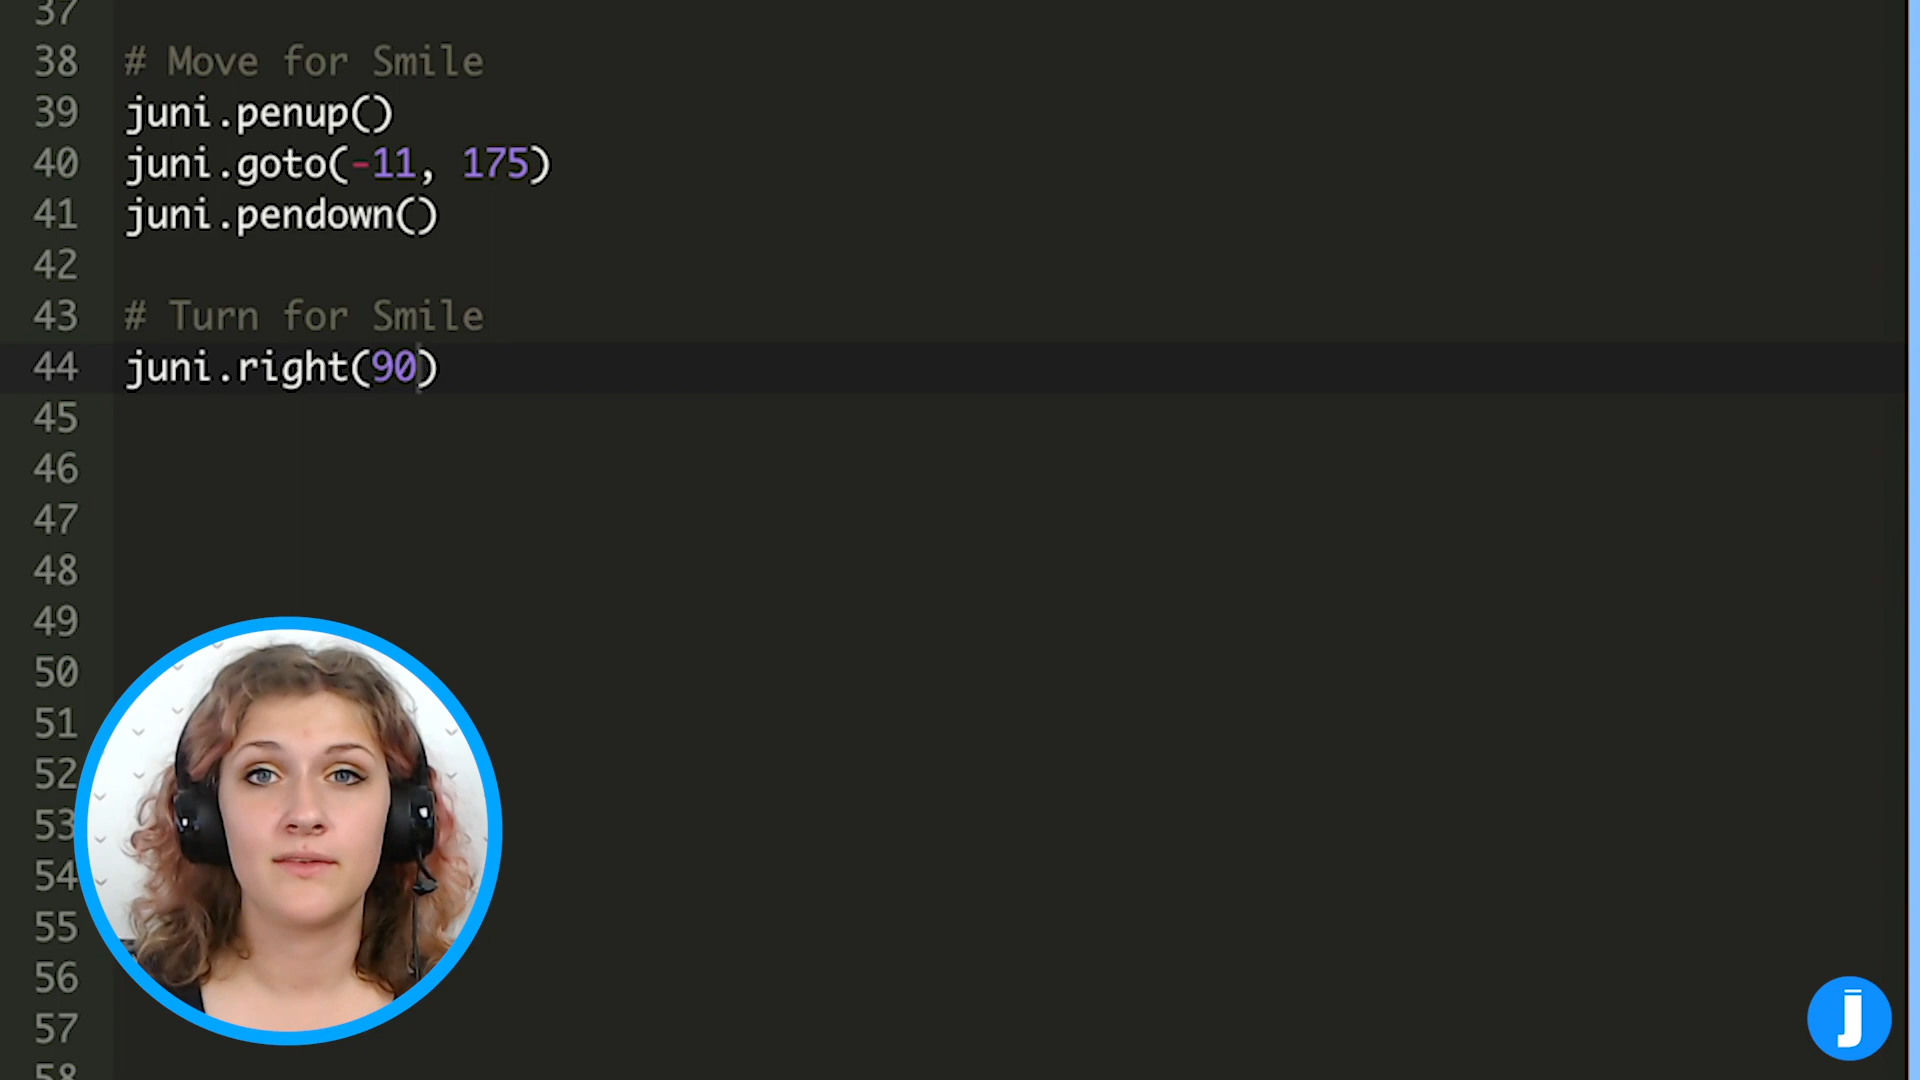 37
38 # Move for Smile
39 juni.penup()
40 juni.goto(-11, 175)
41 juni.pendown()
42
43 # Turn for Smile
44 juni.right(90)
45
46
47
48
49
50
51
52
53
54
55
56
57
58
j